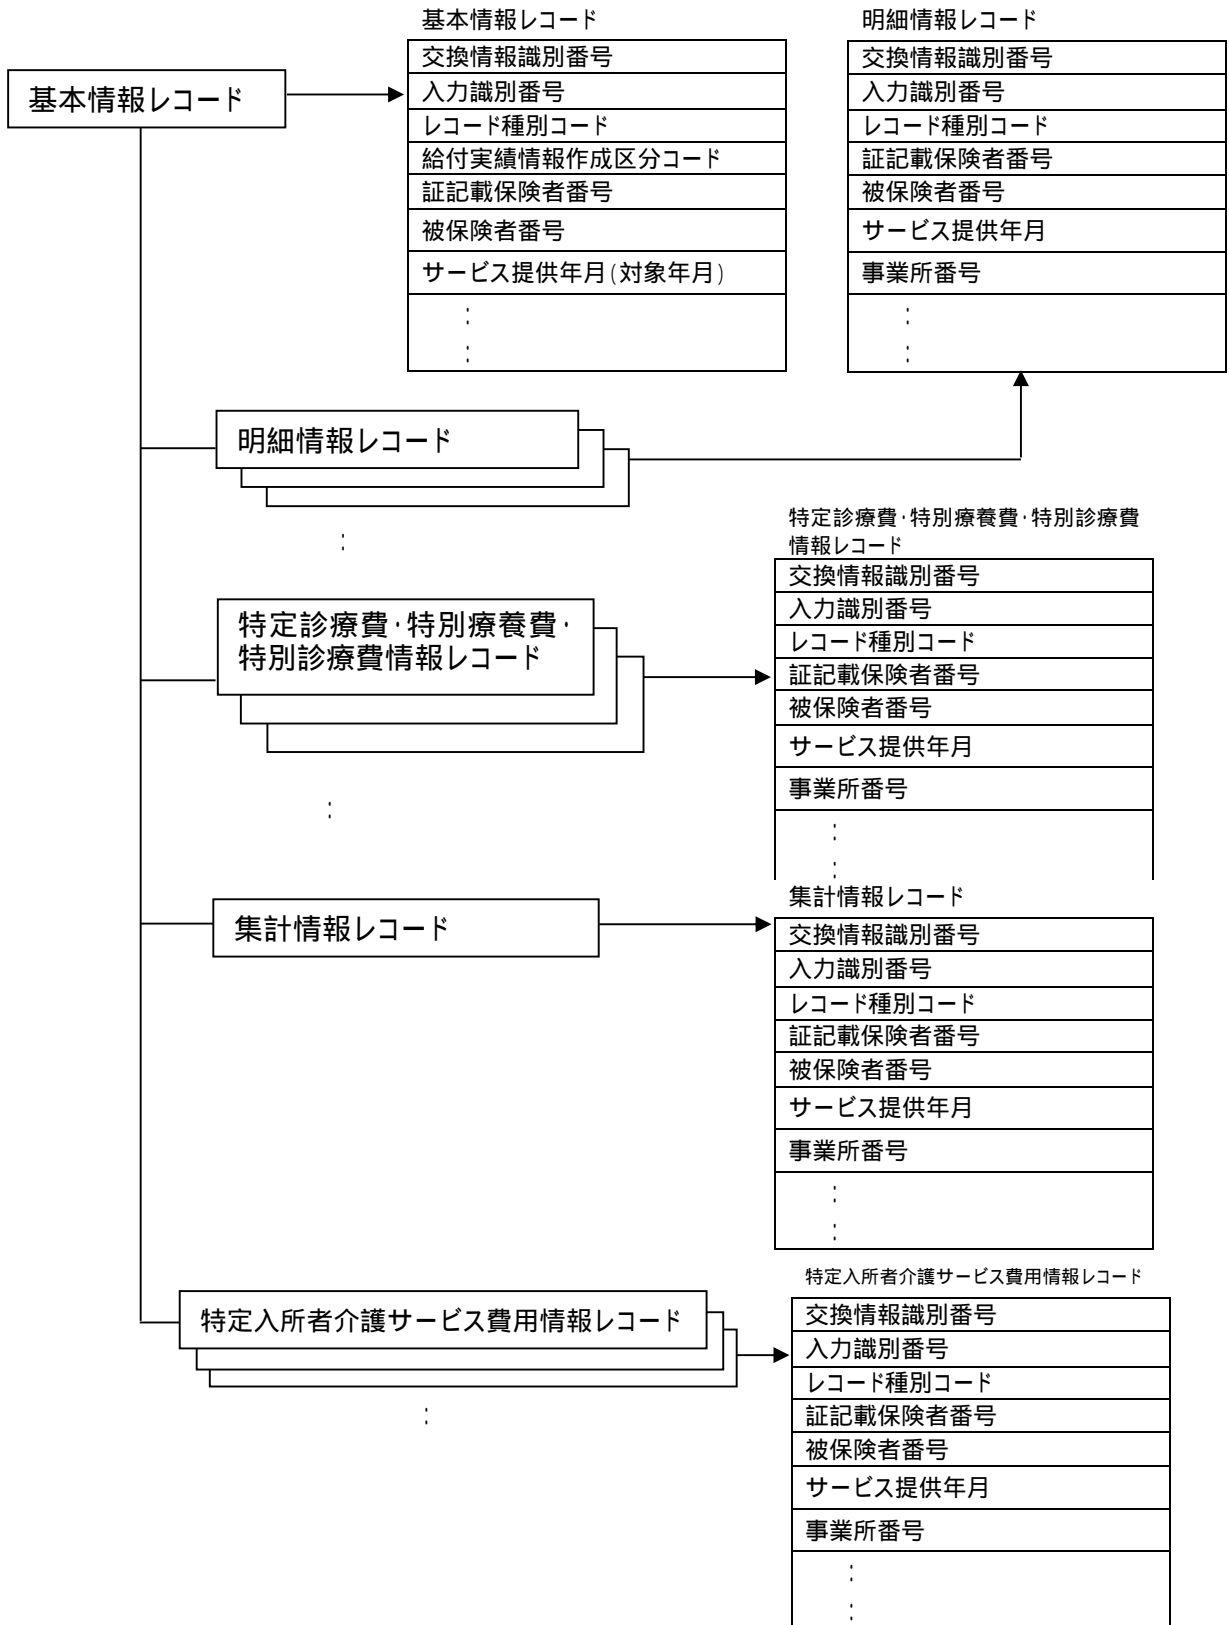 基本情報レコード
基本情報レコード
交換情報識別番号
入力識別番号
レコード種別コード
給付実績情報作成区分コード
証記載保険者番号
被保険者番号
サービス提供年月(対象年月)
:
:
明細情報レコード
交換情報識別番号
入力識別番号
レコード種別コード
証記載保険者番号
被保険者番号
サービス提供年月
事業所番号
:
:
明細情報レコード
:
特定診療費・特別療養費・
特別診療費情報レコード
:
特定診療費・特別療養費・特別診療費
情報レコード
交換情報識別番号
入力識別番号
レコード種別コード
証記載保険者番号
被保険者番号
サービス提供年月
事業所番号
:
:
集計情報レコード
集計情報レコード
交換情報識別番号
入力識別番号
レコード種別コード
証記載保険者番号
被保険者番号
サービス提供年月
事業所番号
:
:
特定入所者介護サービス費用情報レコード
:
特定入所者介護サービス費用情報レコード
交換情報識別番号
入力識別番号
レコード種別コード
証記載保険者番号
被保険者番号
サービス提供年月
事業所番号
:
: